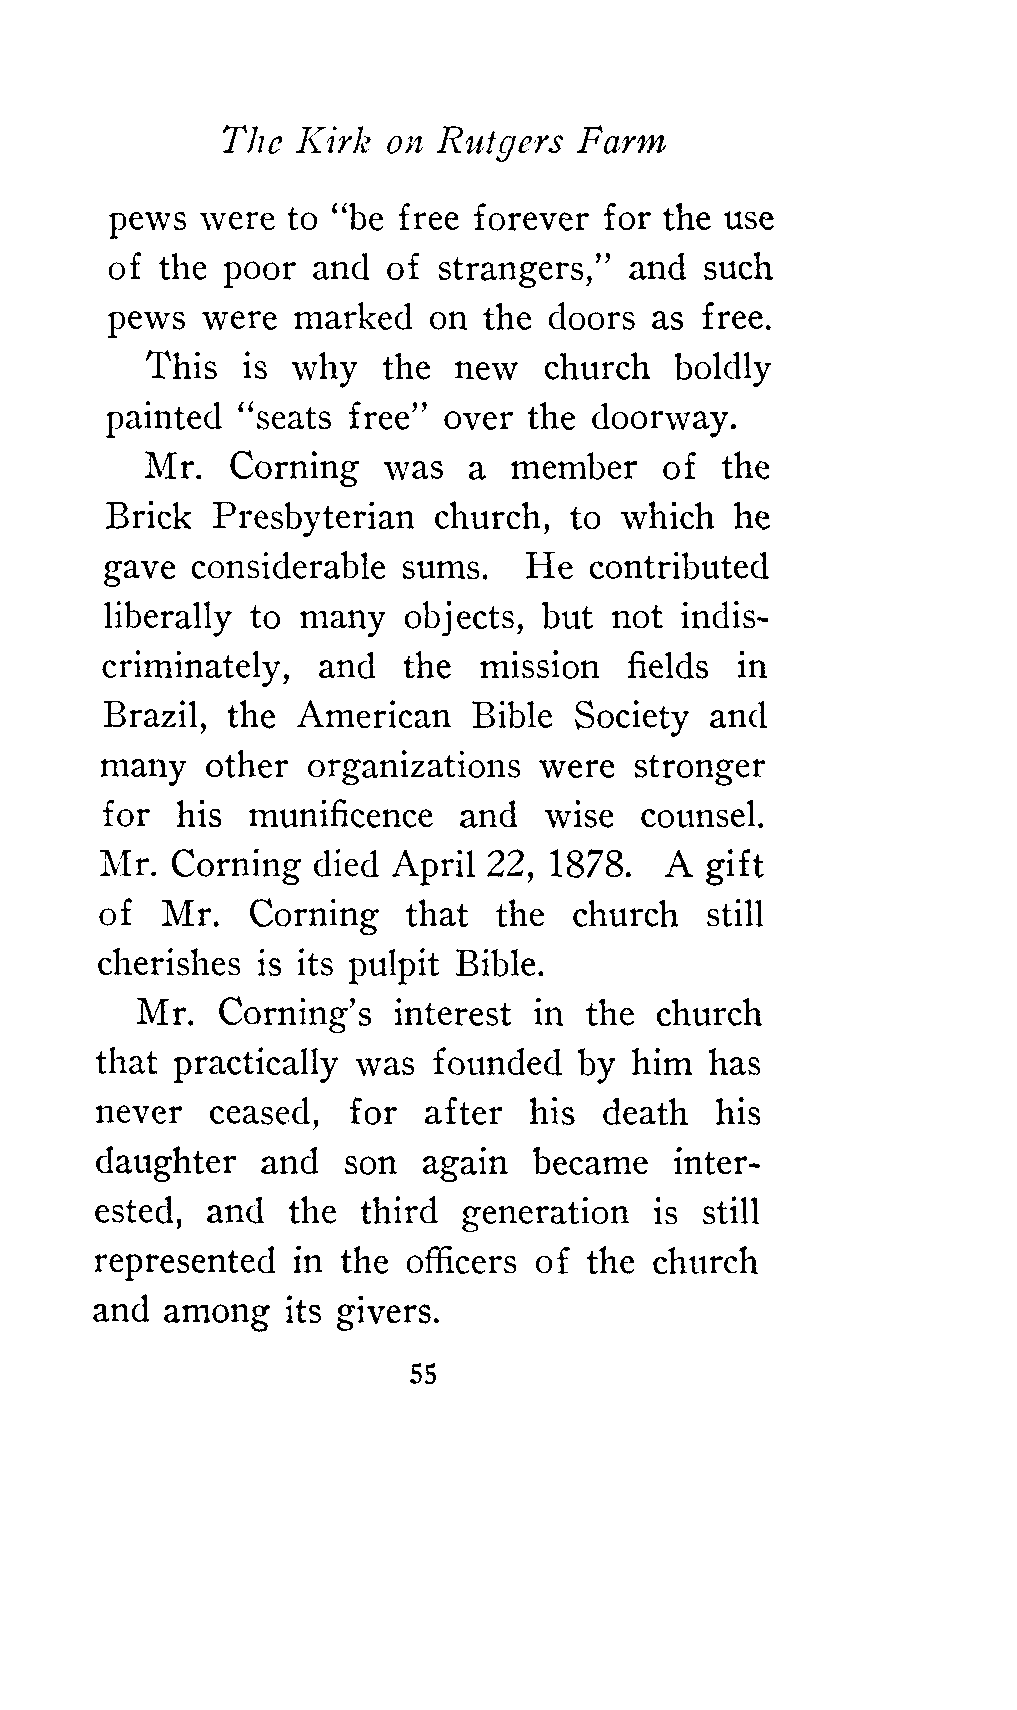 The Kirk on Rutgers Farm
pews were to “be free forever for the use
of the poor and of strangers,” and such
pews were marked on the doors as free.
This is why the new church boldly
painted “seats free” over the doorway.
Mr. Corning was a member of the
Brick Presbyterian church, to which he
gave considerable sums. He contributed
liberally to many objects, but not indis-
criminately, and the mission fields in
Brazil, the American Bible Society and
many other organizations were stronger
for his munificence and wise counsel.
Mr. Corning died April 22, 1878. A gift
of Mr. Corning that the church still
cherishes is its pulpit Bible.
Mr. Corning’s interest in the church
that practically was founded by him has
never ceased, for after his death his
daughter and son again became inter-
ested, and the third generation is still
represented in the officers of the church
and among its givers.
55